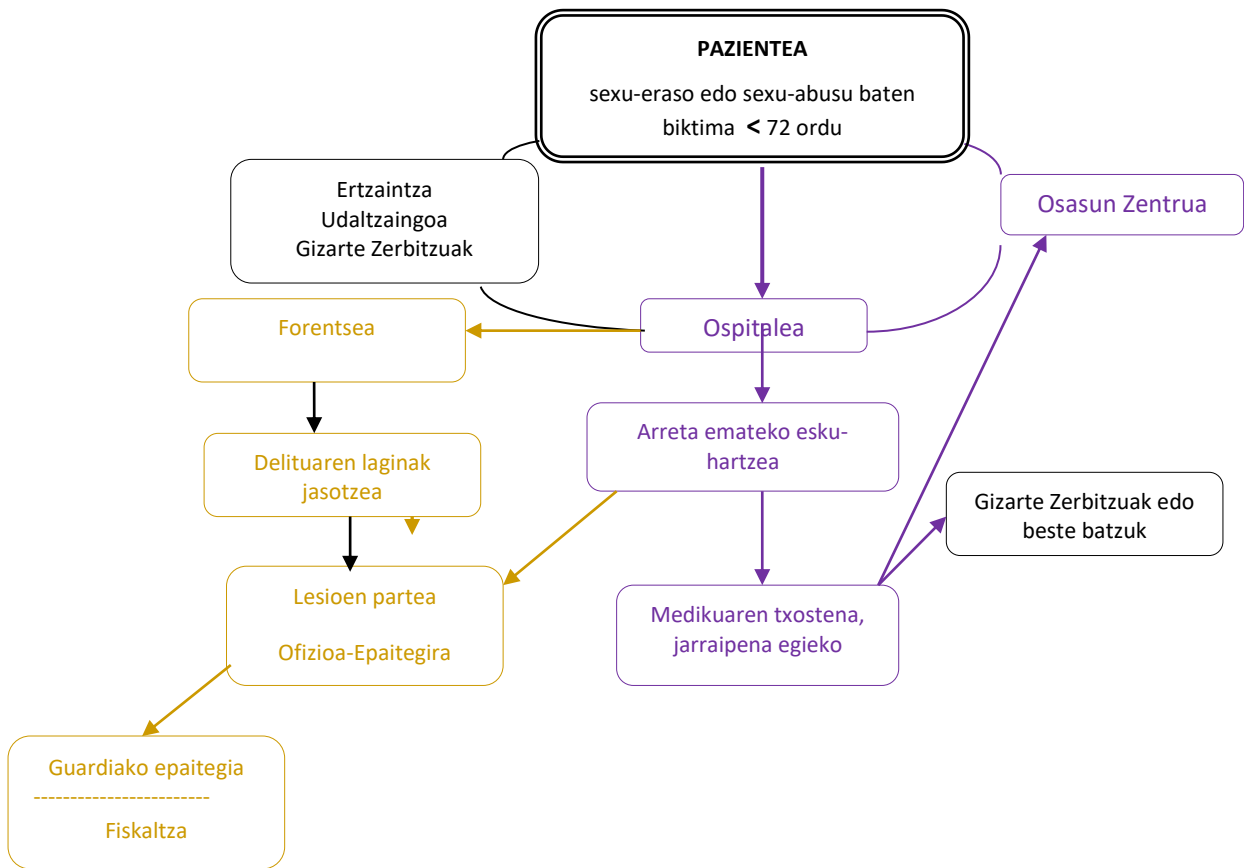 PAZIENTEA
sexu-eraso edo sexu-abusu baten
biktima < 72 ordu
Ertzaintza
Udaltzaingoa
Gizarte Zerbitzuak
Osasun Zentrua
Forentsea
Ospitalea
Arreta emateko esku-
hartzea
Delituaren laginak
jasotzea
Gizarte Zerbitzuak edo
beste batzuk
Lesioen partea
Ofizioa-Epaitegira
Medikuaren txostena,
jarraipena egieko
Guardiako epaitegia
------------------------
Fiskaltza